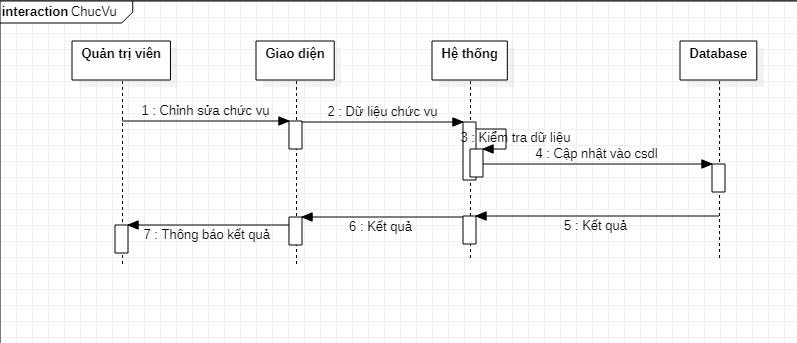 interaction ChucVu
Quản trị viên
Giao diện
Hệ thống
Database
1 : Chỉnh sửa chức vụ
2 : Dữ liệu chức vụ
3 : Kiểm tra dữ liệu
4 : Cập nhật vào csdl
5 : Kết quả
6 : Kết quả
7 : Thông báo kết quả